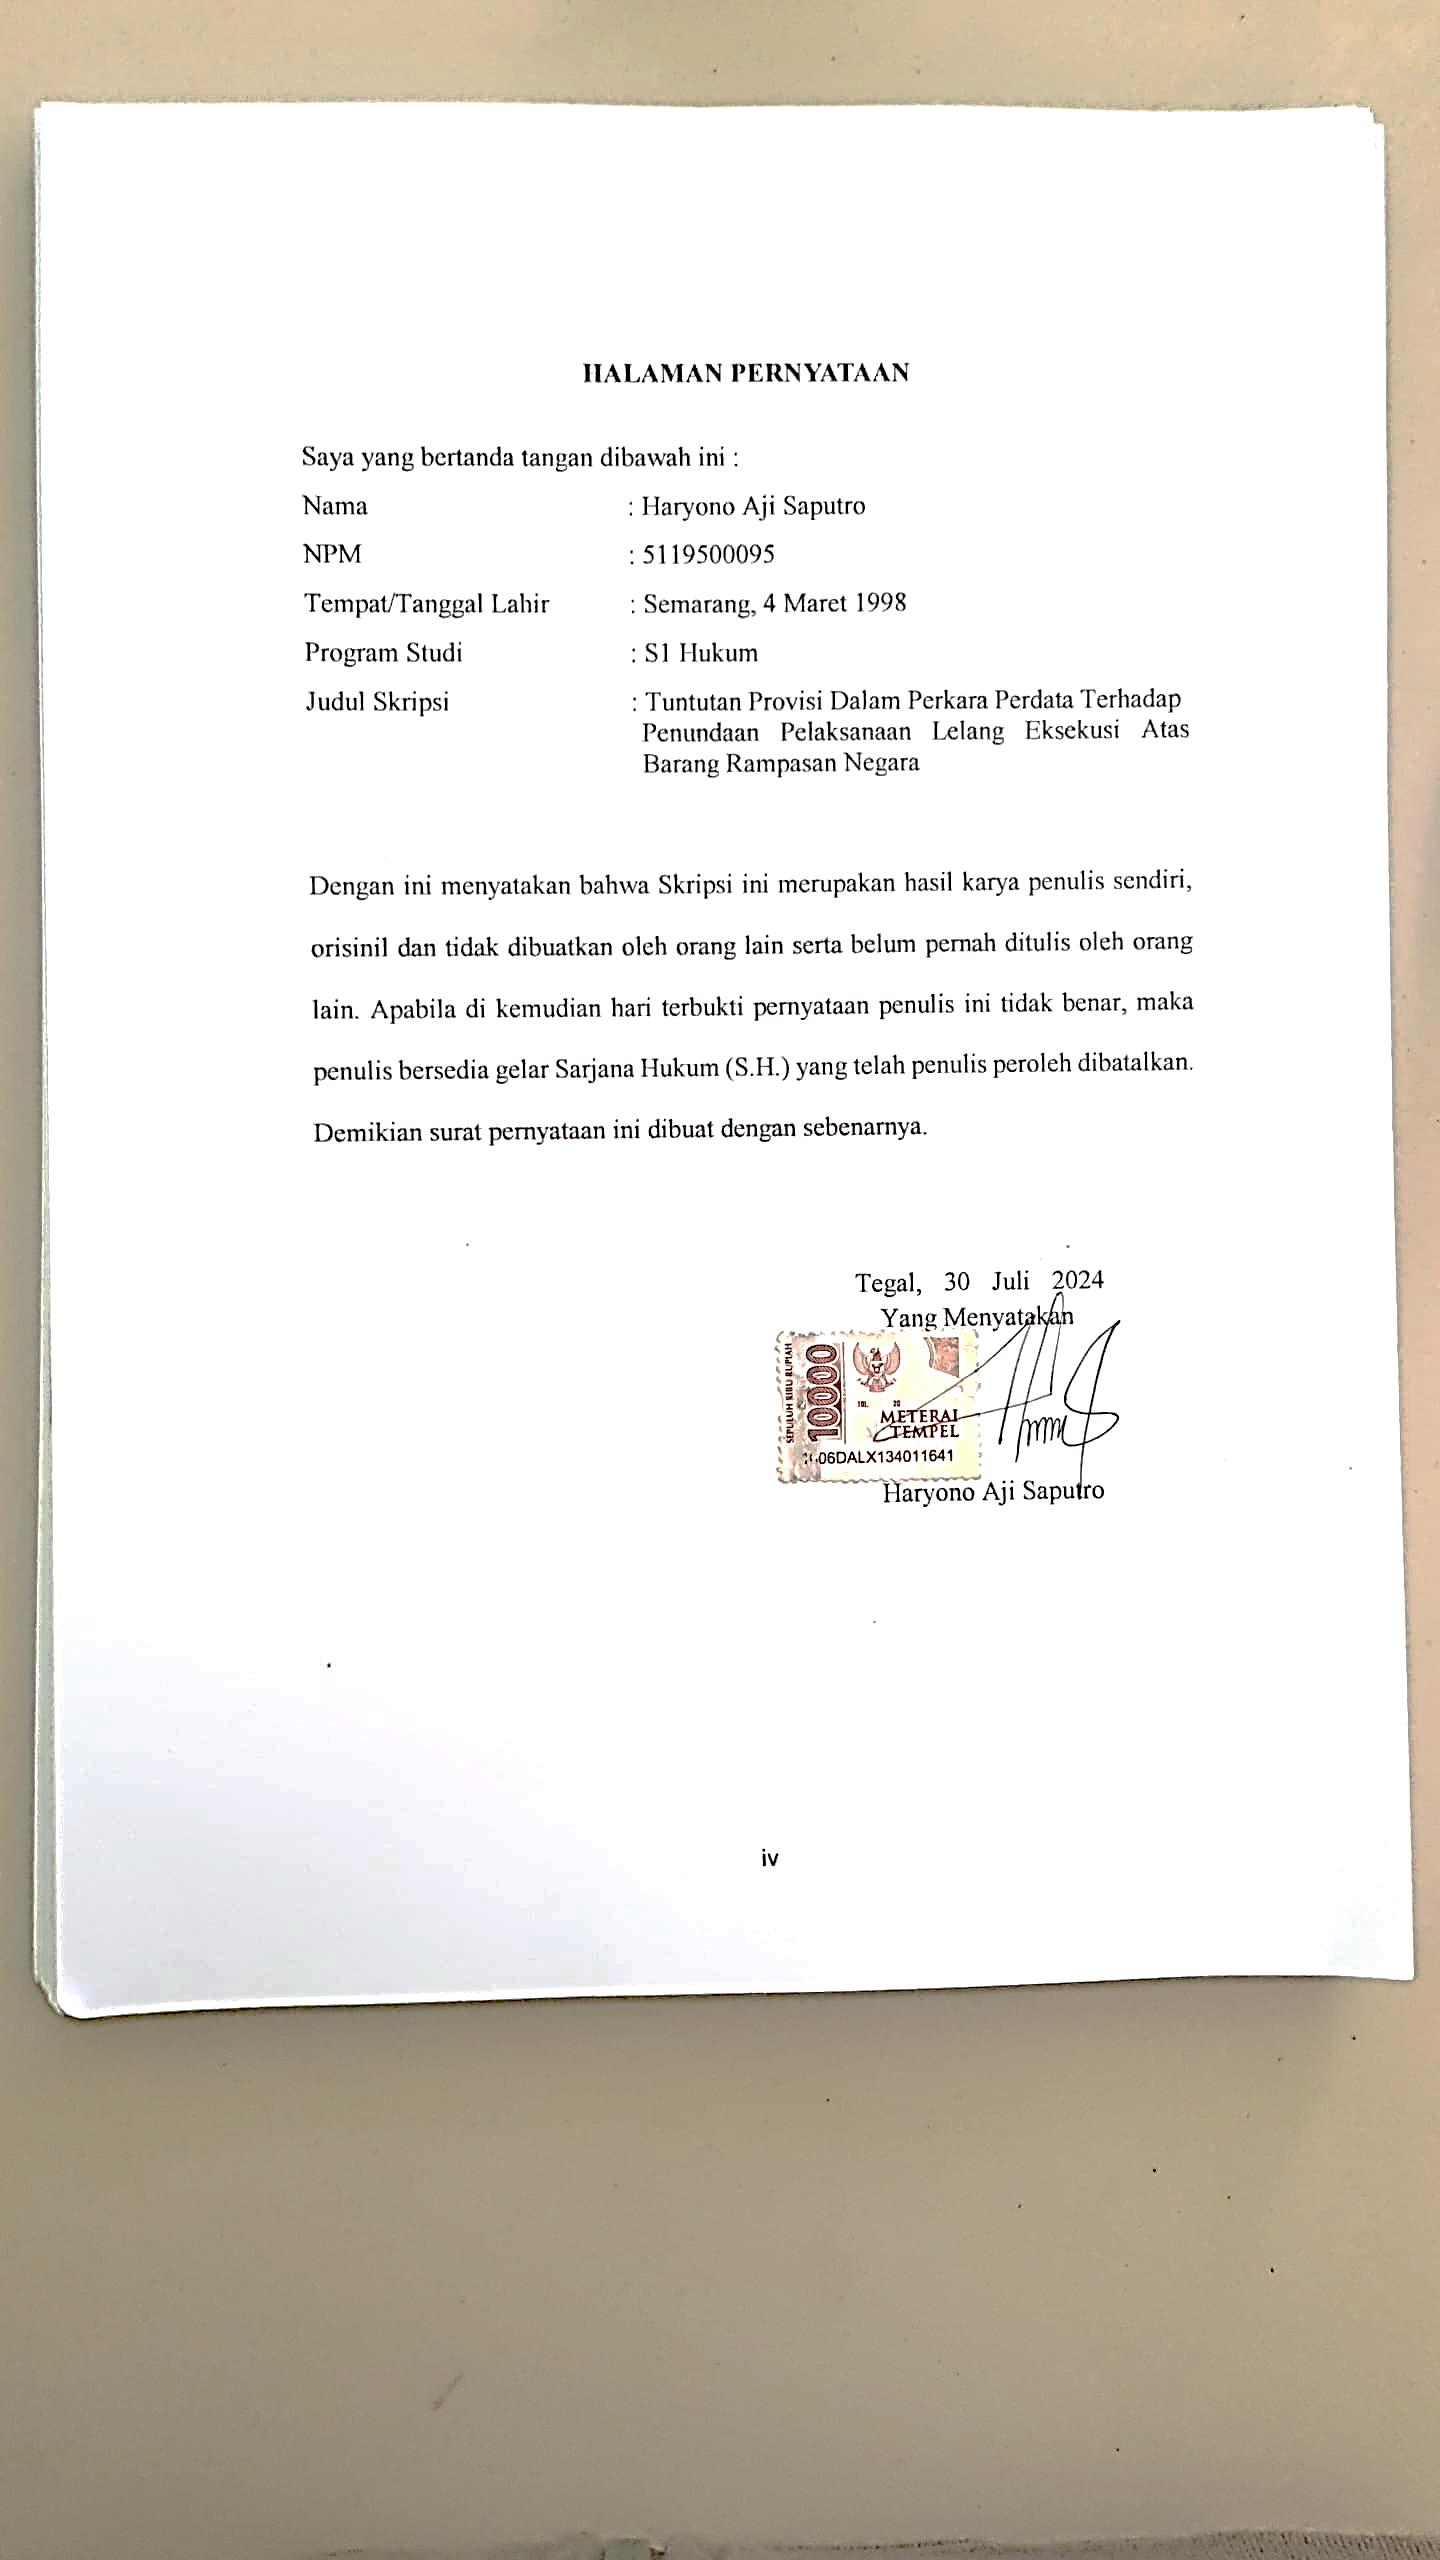 HALAMAN PERNYATAAN
Saya yang bertanda tangan dibawah ini :
Nama : Haryono Aji Saputro
NPM : 5119500095
Tempat/Tanggal Lahir : Semarang, 4 Maret 1998
Program Studi : S1 Hukum
Judul Skripsi : Tuntutan Provisi Dalam Perkara Perdata Terhadap
Penundaan Pelaksanaan Lelang Eksekusi Atas
Barang Rampasan Negara
Dengan ini menyatakan bahwa Skripsi ini merupakan hasil karya penulis sendiri,
orisinil dan tidak dibuatkan oleh orang lain serta belum pernah ditulis oleh orang
lain. Apabila di kemudian hari terbukti pernyataan penulis ini tidak benar, maka
penulis bersedia gelar Sarjana Hukum (S.H.) yang telah penulis peroleh dibatalkan.
Demikian surat pernyataan ini dibuat dengan sebenarnya.
Tegal, 30 Juli 2024
Yang Menyatakan
SEPULUH RIBU RUPIAH
10000
METERAI
TEMPEL
06DALX134011641
Haryono Aji Saputro
iv